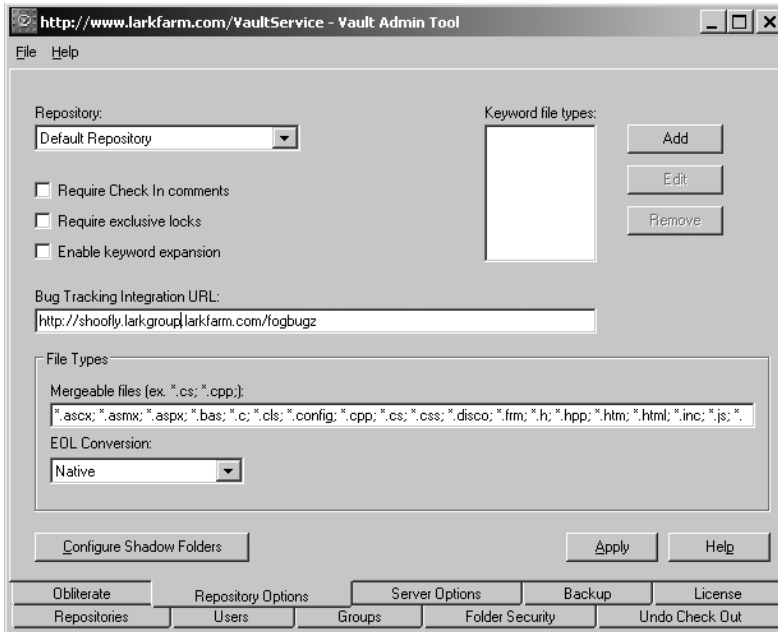 http://www.larkfarm.com/VaultService - Vault Admin Tool
File Help
Repository:
Default Repository
Keyword file types:
Add
Edit
Remove
Require Check In comments
Require exclusive locks
Enable keyword expansion
Bug Tracking Integration URL:
http://shoofly.larkgroup.larkfarm.com/fogbugz
File Types
Mergeable files (ex. *.cs; *.cpp;):
*.ascx; *.asmx; *.aspx; *.bas; *.c; *.cls; *.config; *.cpp; *.cs; *.css; *.disco; *.frm; *.h; *.hpp; *.htm; *.html; *.inc; *.js; *.
EOL Conversion:
Native
Configure Shadow Folders
Apply
Help
Obliterate Repository Options Server Options Backup License
Repositories Users Groups Folder Security Undo Check Out